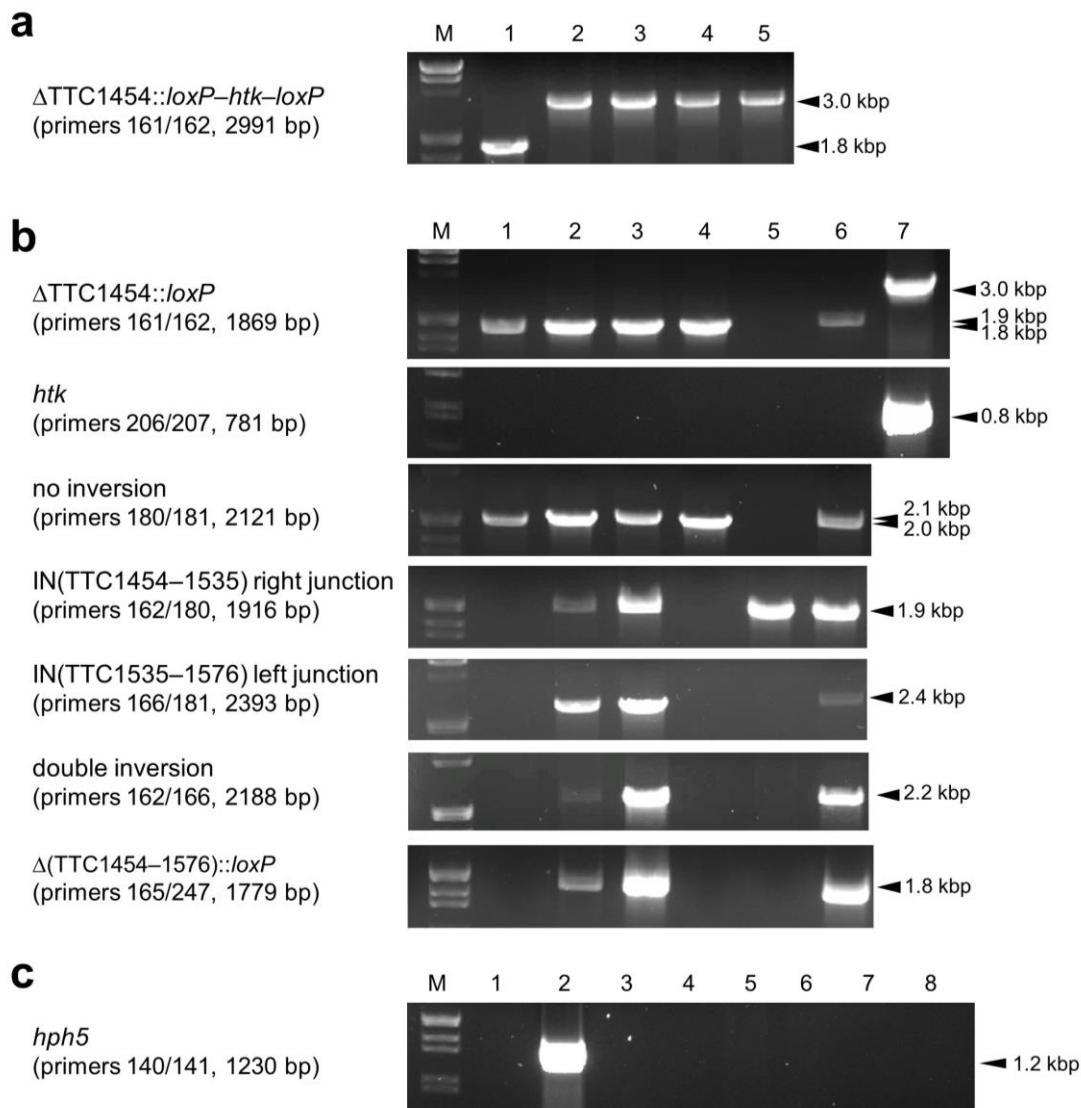 a
M 1 2 3 4 5
ΔTTC1454::loxP–htk–loxP
(primers 161/162, 2991 bp)
3.0 kbp
1.8 kbp
b
M 1 2 3 4 5 6 7
ΔTTC1454::loxP
(primers 161/162, 1869 bp)
3.0 kbp
1.9 kbp
1.8 kbp
htk
(primers 206/207, 781 bp)
0.8 kbp
no inversion
(primers 180/181, 2121 bp)
2.1 kbp
2.0 kbp
IN(TTC1454–1535) right junction
(primers 162/180, 1916 bp)
1.9 kbp
IN(TTC1535–1576) left junction
(primers 166/181, 2393 bp)
2.4 kbp
double inversion
(primers 162/166, 2188 bp)
2.2 kbp
Δ(TTC1454–1576)::loxP
(primers 165/247, 1779 bp)
1.8 kbp
c
M 1 2 3 4 5 6 7 8
hph5
(primers 140/141, 1230 bp)
1.2 kbp